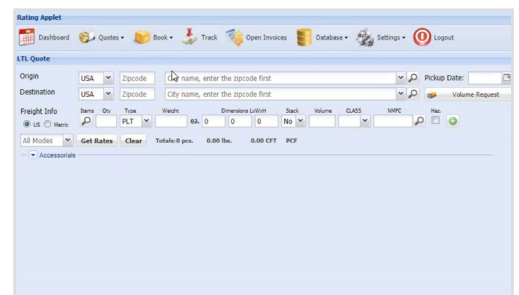 Rating Applet
Dashboard Quotes Book Track Open Invoices Database Settings Logout
LTL Quote
Origin USA Zipcode City name, enter the zipcode first Pickup Date:
Destination USA Zipcode City name, enter the zipcode first Volume Request
Freight Info Items Qty Type Weight Dimensions LxWxH Stack Volume CLASS NMFC Haz.
US Metric PLT ea. 0 0 0 No
All Modes Get Rates Clear Totals:0 pcs. 0.00 lbs. 0.00 CFT PCF
Accessorials